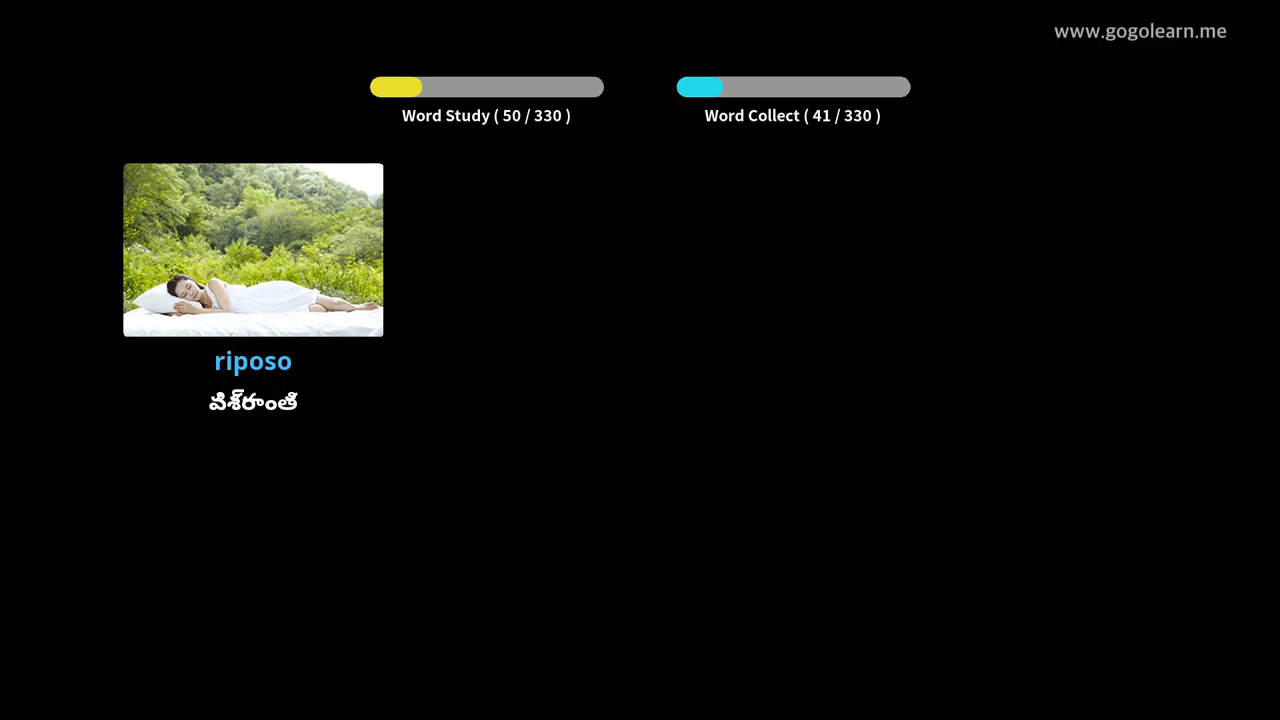 www.gogolearn.me
Word Study ( 50 / 330 )
Word Collect ( 41 / 330 )
riposo
విశ్రాంతి